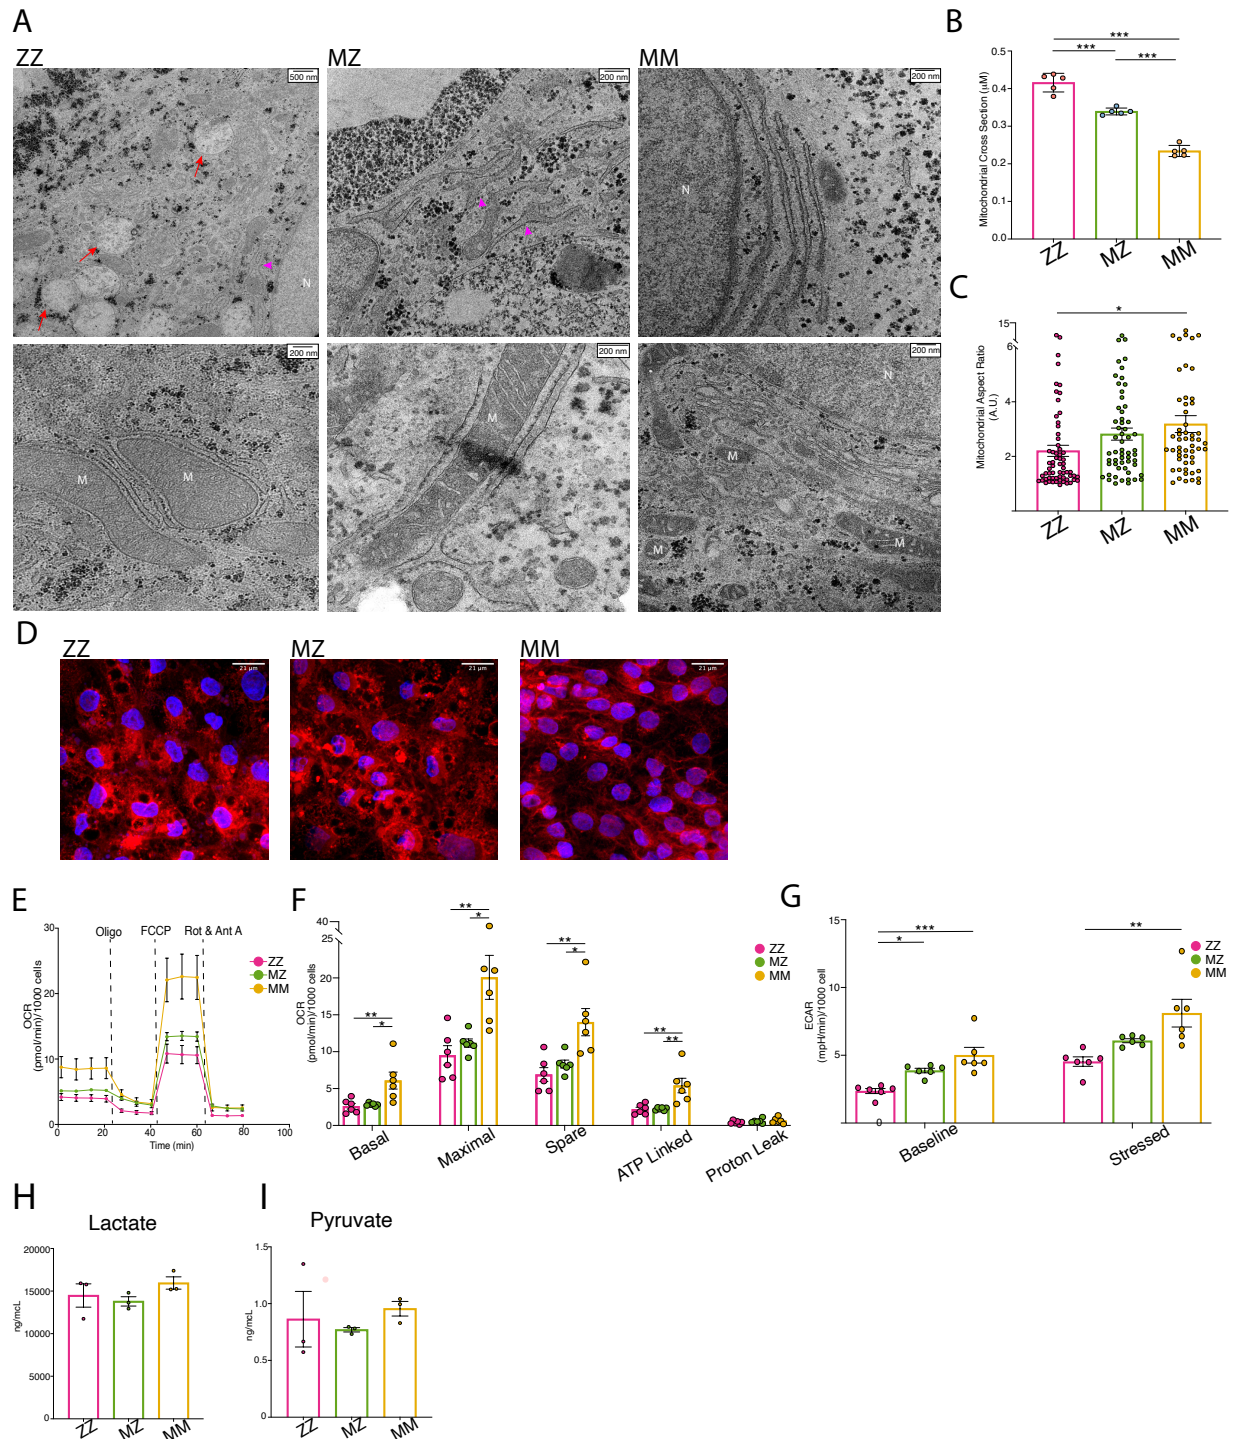 A
ZZ
MZ
MM
500 nm
200 nm
200 nm
N
N
200 nm
200 nm
200 nm
M
M
M
N
M
M
M
B
***
***
***
Mitochondrial Cross Section (μM)
0.5
0.4
0.3
0.2
0.1
0.0
ZZ
MZ
MM
C
*
Mitochondrial Aspect Ratio
(A.U.)
15
6
4
2
ZZ
MZ
MM
D
ZZ
MZ
MM
21 μm
21 μm
21 μm
E
OCR
(pmol/min)/1000 cells
30
20
10
0
Oligo
FCCP
Rot & Ant A
ZZ
MZ
MM
0
20
40
60
80
100
Time (min)
F
OCR
(pmol/min)/1000 cells
40
25
20
15
10
5
0
**
*
**
*
**
*
**
**
ZZ
MZ
MM
Basal
Maximal
Spare
ATP Linked
Proton Leak
G
ECAR
(mpH/min)/1000 cell
15
10
5
0
***
*
**
ZZ
MZ
MM
Baseline
Stressed
H
Lactate
ng/mcL
20000
15000
10000
5000
0
ZZ
MZ
MM
I
Pyruvate
ng/mcL
1.5
1.0
0.5
0
ZZ
MZ
MM